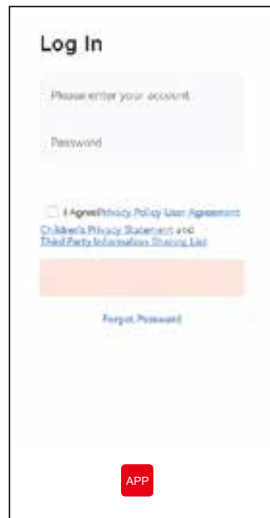 Log In
Please enter your account
Password
I Agree Privacy Policy User Agreement
Children's Privacy Statement and
Third Party Information Sharing List
Forgot Password
APP